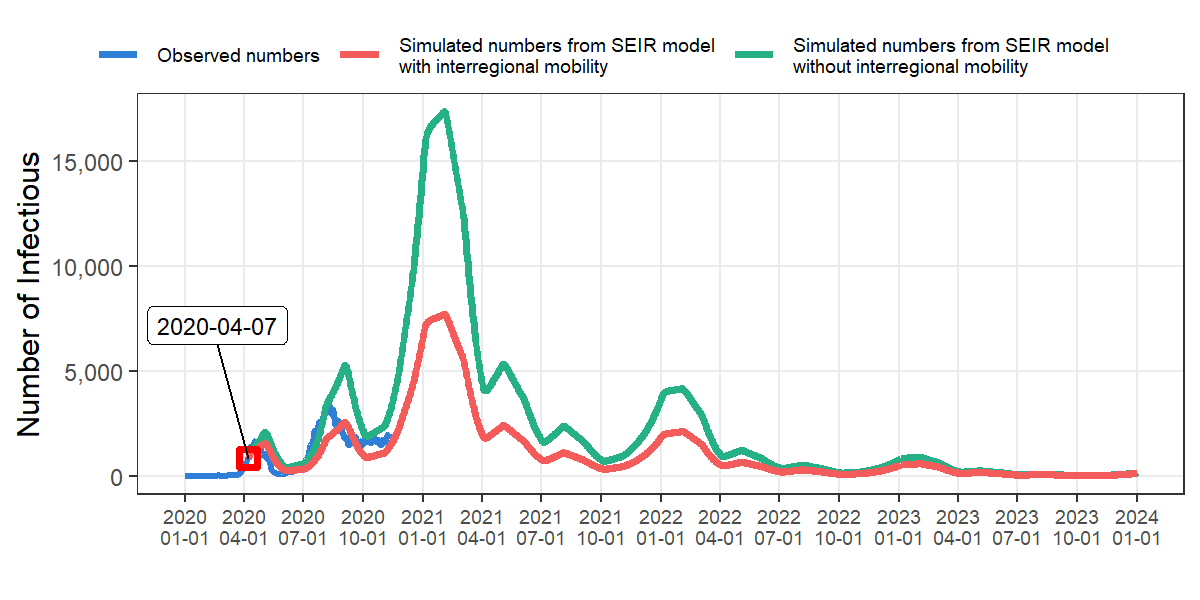 Observed numbers
Simulated numbers from SEIR model
with interregional mobility
Simulated numbers from SEIR model
without interregional mobility
Number of Infectious
15,000
10,000
5,000
0
2020-04-07
2020 2020 2020 2020 2021 2021 2021 2021 2022 2022 2022 2022 2023 2023 2023 2023 2024
01-01 04-01 07-01 10-01 01-01 04-01 07-01 10-01 01-01 04-01 07-01 10-01 01-01 04-01 07-01 10-01 01-01